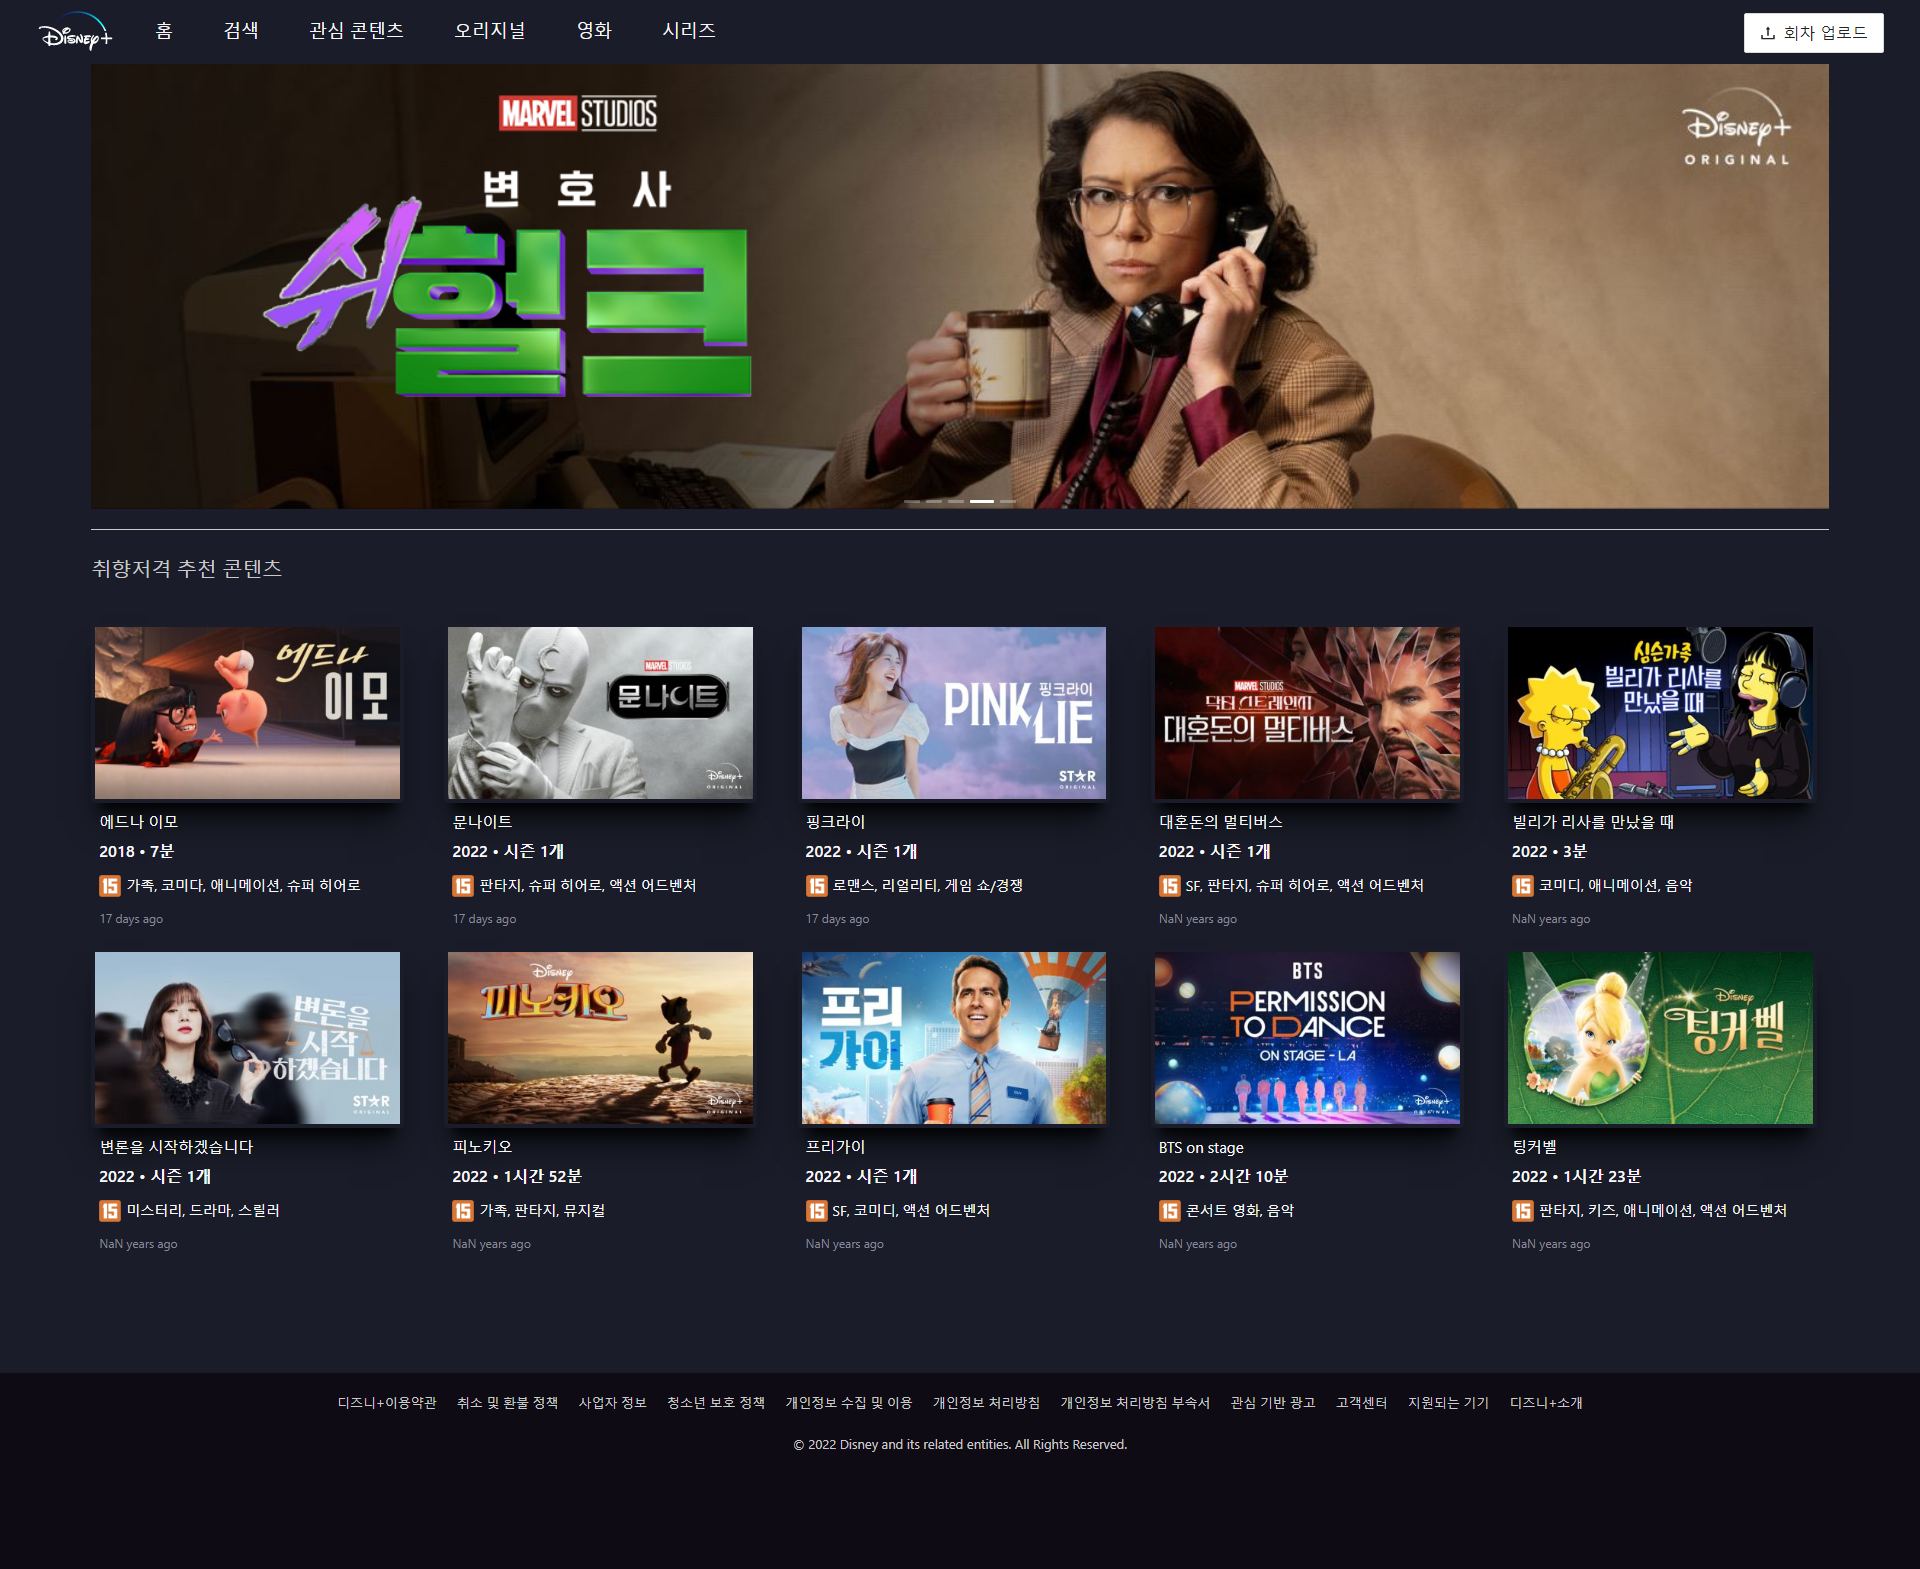 Disney+ 홈 검색 관심 콘텐츠 오리지널 영화 시리즈 회차 업로드
MARVEL STUDIOS
변호사
쉬헐크
Disney+
ORIGINAL
취향저격 추천 콘텐츠
에드나
이모
MARVEL STUDIOS
문나이트
Disney+
ORIGINAL
PINK LIE
핑크라이
STAR
ORIGINAL
MARVEL STUDIOS
닥터 스트레인지
대혼돈의 멀티버스
심슨가족
빌리가 리사를
만났을 때
에드나 이모
2018 • 7분
15 가족, 코미다, 애니메이션, 슈퍼 히어로
17 days ago
문나이트
2022 • 시즌 1개
15 판타지, 슈퍼 히어로, 액션 어드벤처
17 days ago
핑크라이
2022 • 시즌 1개
15 로맨스, 리얼리티, 게임 쇼/경쟁
17 days ago
대혼돈의 멀티버스
2022 • 시즌 1개
15 SF, 판타지, 슈퍼 히어로, 액션 어드벤처
NaN years ago
빌리가 리사를 만났을 때
2022 • 3분
15 코미디, 애니메이션, 음악
NaN years ago
변론을
시작
하겠습니다
STAR
ORIGINAL
Disney
피노키오
Disney+
ORIGINAL
프리
가이
BTS
PERMISSION
TO DANCE
ON STAGE - LA
Disney+
ORIGINAL
Disney
팅커벨
변론을 시작하겠습니다
2022 • 시즌 1개
15 미스터리, 드라마, 스릴러
NaN years ago
피노키오
2022 • 1시간 52분
15 가족, 판타지, 뮤지컬
NaN years ago
프리가이
2022 • 시즌 1개
15 SF, 코미디, 액션 어드벤처
NaN years ago
BTS on stage
2022 • 2시간 10분
15 콘서트 영화, 음악
NaN years ago
팅커벨
2022 • 1시간 23분
15 판타지, 키즈, 애니메이션, 액션 어드벤처
NaN years ago
디즈니+이용약관 취소 및 환불 정책 사업자 정보 청소년 보호 정책 개인정보 수집 및 이용 개인정보 처리방침 개인정보 처리방침 부속서 관심 기반 광고 고객센터 지원되는 기기 디즈니+소개
© 2022 Disney and its related entities. All Rights Reserved.